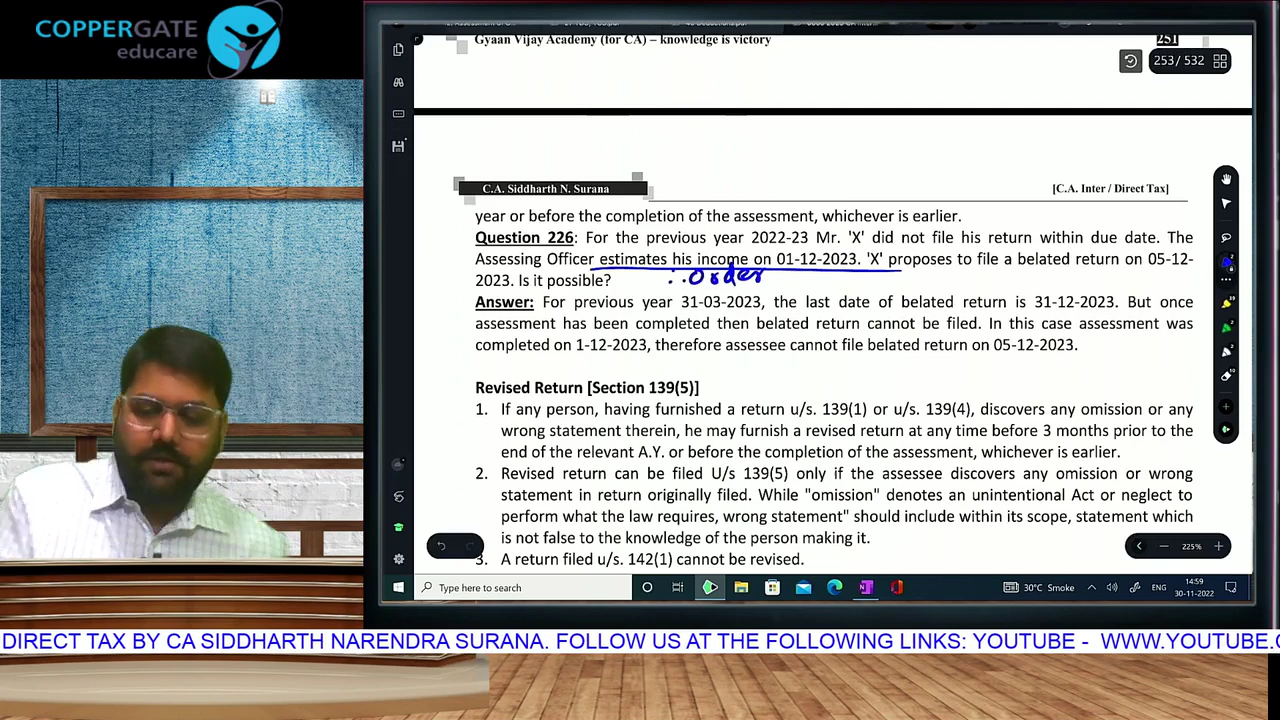 COPPERGATE
educare
Gyaan Vijay Academy (for CA) – knowledge is victory
251
253 / 532
C.A. Siddharth N. Surana
[C.A. Inter / Direct Tax]
year or before the completion of the assessment, whichever is earlier.
Question 226: For the previous year 2022-23 Mr. 'X' did not file his return within due date. The
Assessing Officer estimates his income on 01-12-2023. 'X' proposes to file a belated return on 05-12-
2023. Is it possible?
∴ Order
Answer: For previous year 31-03-2023, the last date of belated return is 31-12-2023. But once
assessment has been completed then belated return cannot be filed. In this case assessment was
completed on 1-12-2023, therefore assessee cannot file belated return on 05-12-2023.
Revised Return [Section 139(5)]
1. If any person, having furnished a return u/s. 139(1) or u/s. 139(4), discovers any omission or any
wrong statement therein, he may furnish a revised return at any time before 3 months prior to the
end of the relevant A.Y. or before the completion of the assessment, whichever is earlier.
2. Revised return can be filed U/s 139(5) only if the assessee discovers any omission or wrong
statement in return originally filed. While "omission" denotes an unintentional Act or neglect to
perform what the law requires, wrong statement" should include within its scope, statement which
is not false to the knowledge of the person making it.
3. A return filed u/s. 142(1) cannot be revised.
225%
Type here to search
30°C Smoke
ENG
14:59
30-11-2022
DIRECT TAX BY CA SIDDHARTH NARENDRA SURANA. FOLLOW US AT THE FOLLOWING LINKS: YOUTUBE - WWW.YOUTUBE.C